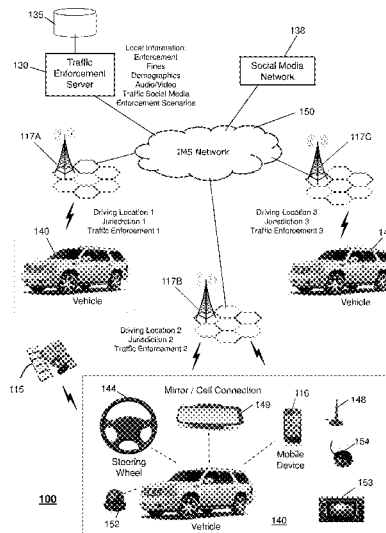 135
130
Traffic
Enforcement
Server
Local Information:
Enforcement
Fines
Demographics
Audio/Video
Traffic Social Media
Enforcement Scenarios
138
Social Media
Network
150
IMS Network
117A
117C
Driving Location 1
Jurisdiction 1
Traffic Enforcement 1
Driving Location 3
Jurisdiction 3
Traffic Enforcement 3
140
Vehicle
Vehicle
117B
Driving Location 2
Jurisdiction 2
Traffic Enforcement 2
115
144
Mirror / Cell Connection
149
116
148
Steering
Wheel
Mobile
Device
154
153
100
152
Vehicle
140